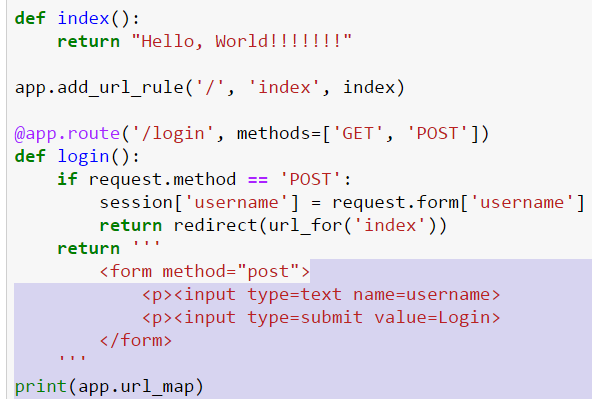 def index():
    return "Hello, World!!!!!!!"

app.add_url_rule('/', 'index', index)

@app.route('/login', methods=['GET', 'POST'])
def login():
    if request.method == 'POST':
        session['username'] = request.form['username']
        return redirect(url_for('index'))
    return '''
        <form method="post">
            <p><input type=text name=username>
            <p><input type=submit value=Login>
        </form>
    '''
print(app.url_map)